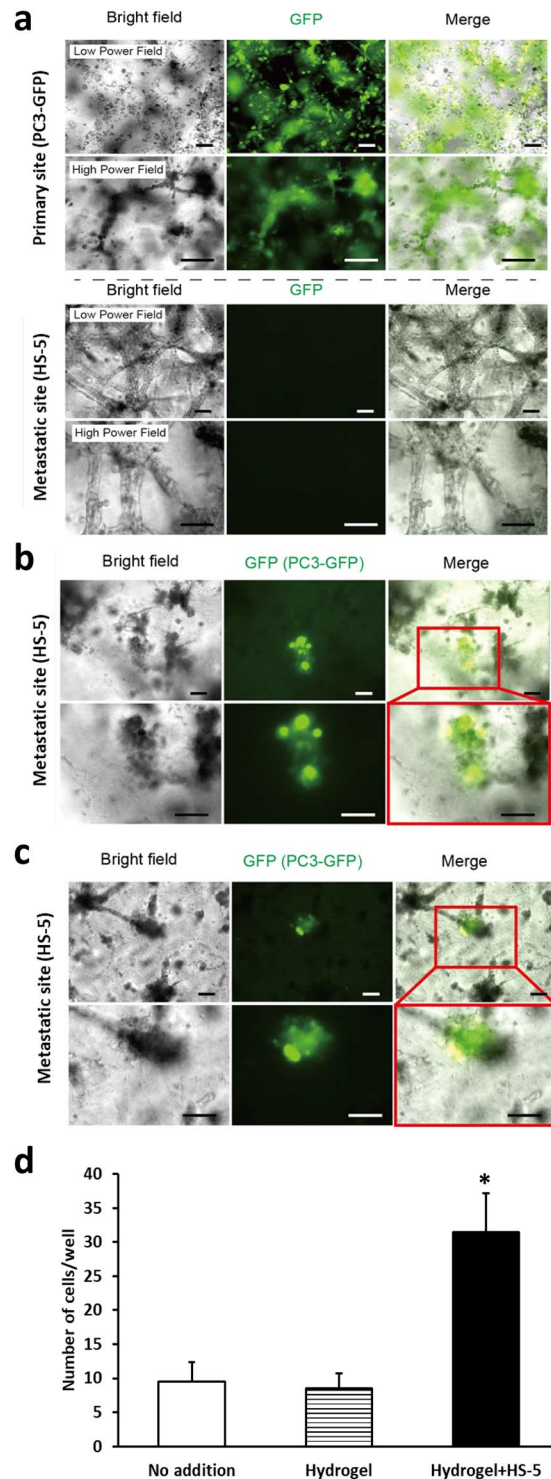 a
Bright field GFP Merge
Primary site (PC3-GFP)
Low Power Field
High Power Field
Bright field GFP Merge
Metastatic site (HS-5)
Low Power Field
High Power Field
b
Bright field GFP (PC3-GFP) Merge
Metastatic site (HS-5)
c
Bright field GFP (PC3-GFP) Merge
Metastatic site (HS-5)
d
Number of cells/well
40
35
30
25
20
15
10
5
0
*
No addition Hydrogel Hydrogel+HS-5